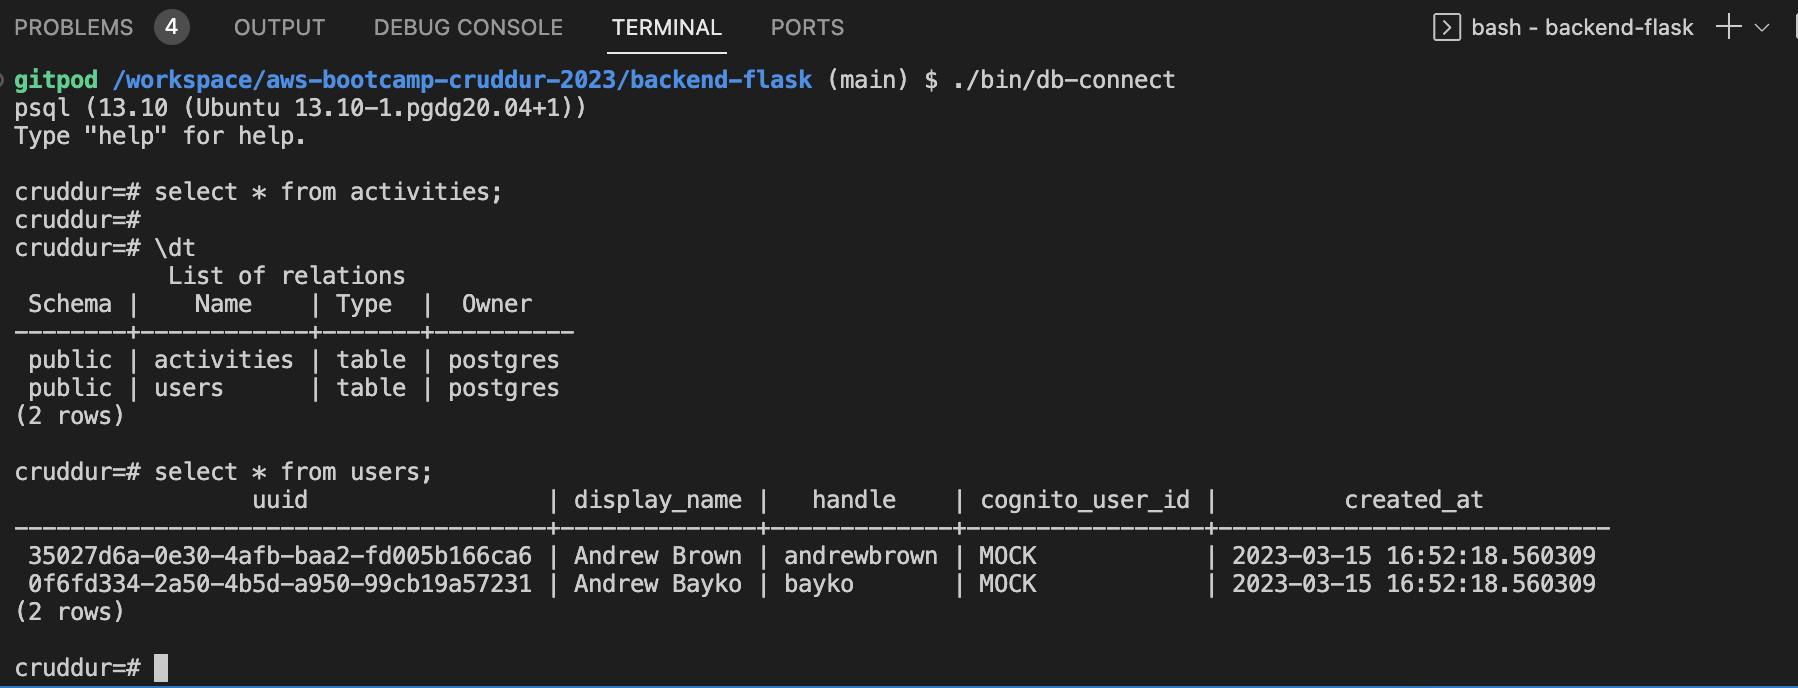 PROBLEMS 4 OUTPUT DEBUG CONSOLE TERMINAL PORTS bash - backend-flask
gitpod /workspace/aws-bootcamp-cruddur-2023/backend-flask (main) $ ./bin/db-connect
psql (13.10 (Ubuntu 13.10-1.pgdg20.04+1))
Type "help" for help.

cruddur=# select * from activities;
cruddur=#
cruddur=# \dt
           List of relations
 Schema |    Name    | Type  |  Owner
--------+------------+-------+----------
 public | activities | table | postgres
 public | users      | table | postgres
(2 rows)

cruddur=# select * from users;
                 uuid                 | display_name |   handle    | cognito_user_id |         created_at
--------------------------------------+--------------+-------------+-----------------+----------------------------
 35027d6a-0e30-4afb-baa2-fd005b166ca6 | Andrew Brown | andrewbrown | MOCK            | 2023-03-15 16:52:18.560309
 0f6fd334-2a50-4b5d-a950-99cb19a57231 | Andrew Bayko | bayko       | MOCK            | 2023-03-15 16:52:18.560309
(2 rows)

cruddur=#